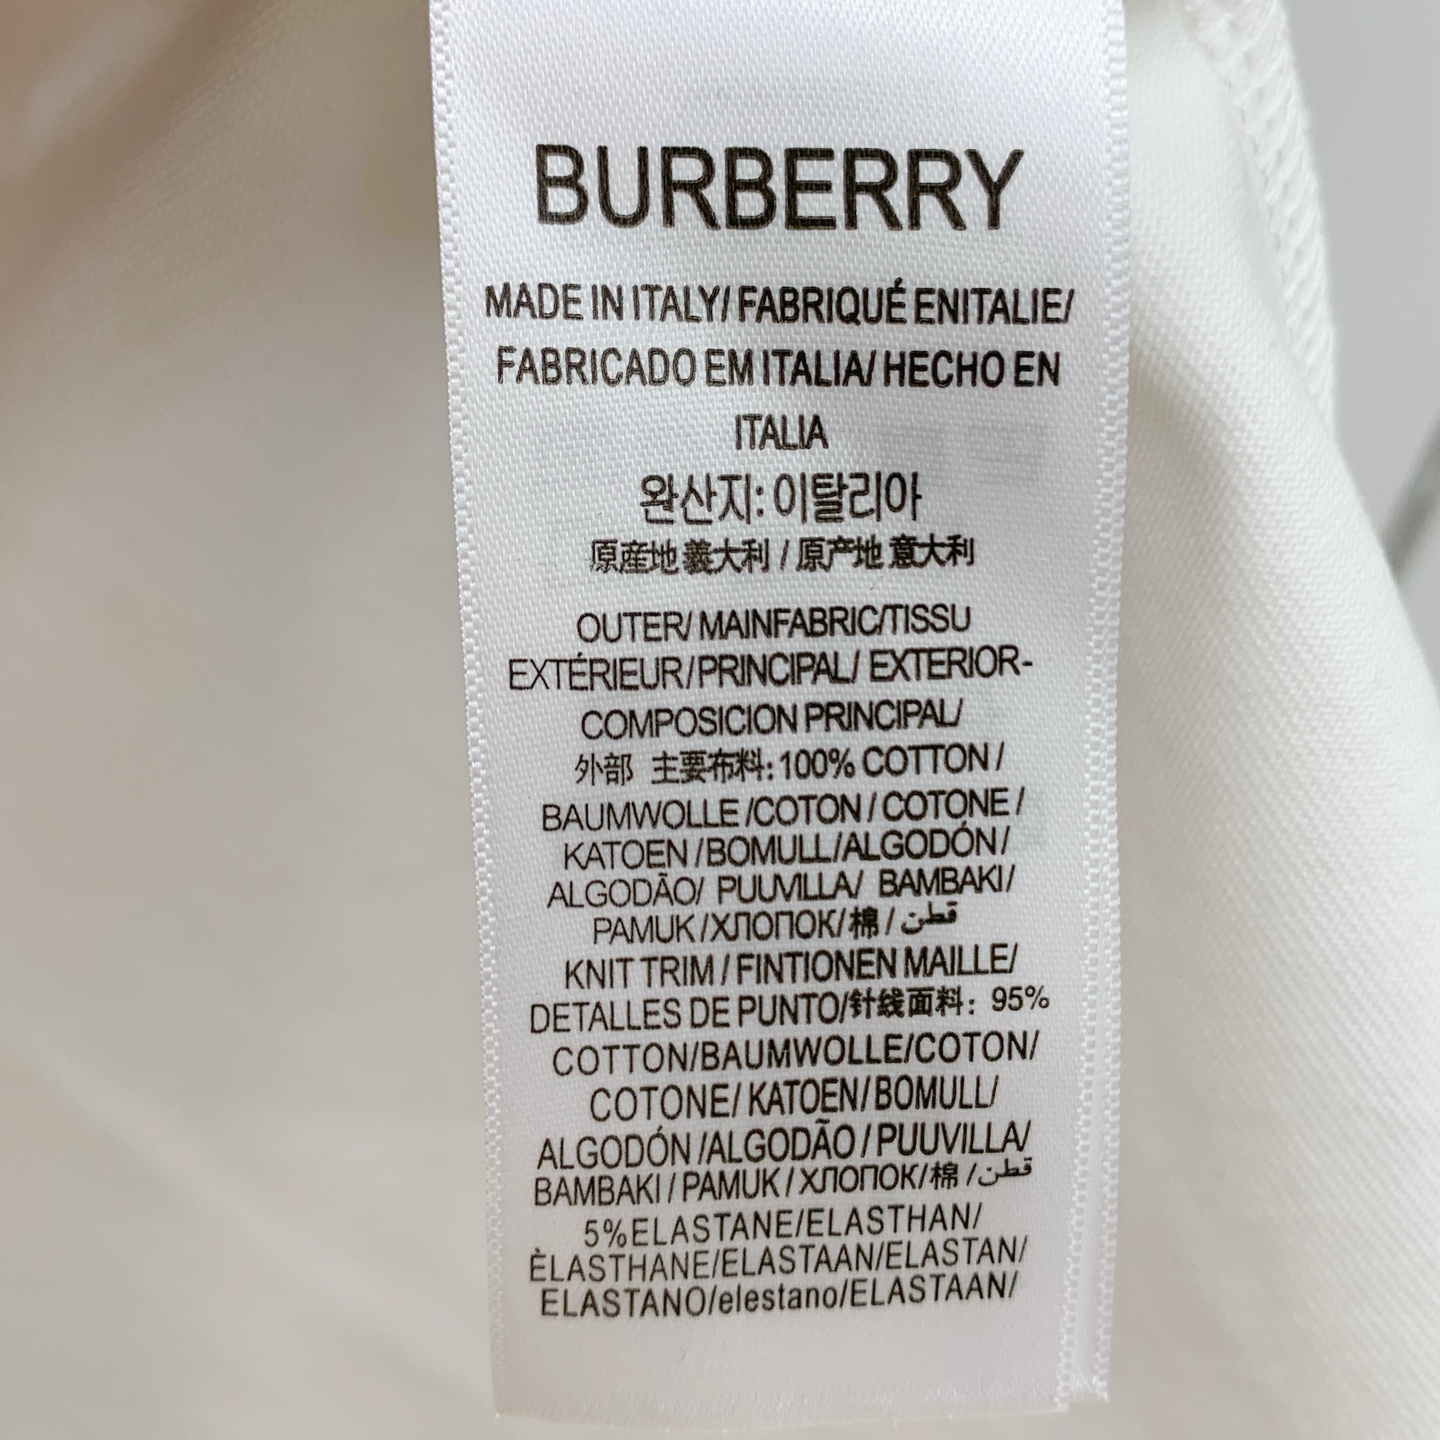 BURBERRY
MADE IN ITALY/ FABRIQUÉ ENITALIE/
FABRICADO EM ITALIA/ HECHO EN
ITALIA
완산지: 이탈리아
原産地 義大利 / 原产地 意大利
OUTER/ MAINFABRIC/TISSU
EXTÉRIEUR/PRINCIPAL/ EXTERIOR-
COMPOSICION PRINCIPAL/
外部 主要布料: 100% COTTON /
BAUMWOLLE /COTON / COTONE /
KATOEN /BOMULL/ALGODÓN /
ALGODÃO/ PUUVILLA/ BAMBAKI/
PAMUK /ХЛОПОК/棉 / قطن
KNIT TRIM / FINTIONEN MAILLE/
DETALLES DE PUNTO/针线面料: 95%
COTTON/BAUMWOLLE/COTON/
COTONE/ KATOEN/ BOMULL/
ALGODÓN /ALGODÃO / PUUVILLA/
BAMBAKI / PAMUK / ХЛОПОК/棉 /قطن
5%ELASTANE/ELASTHAN/
ÈLASTHANE/ELASTAAN/ELASTAN/
ELASTANO/elestano/ELASTAAN/